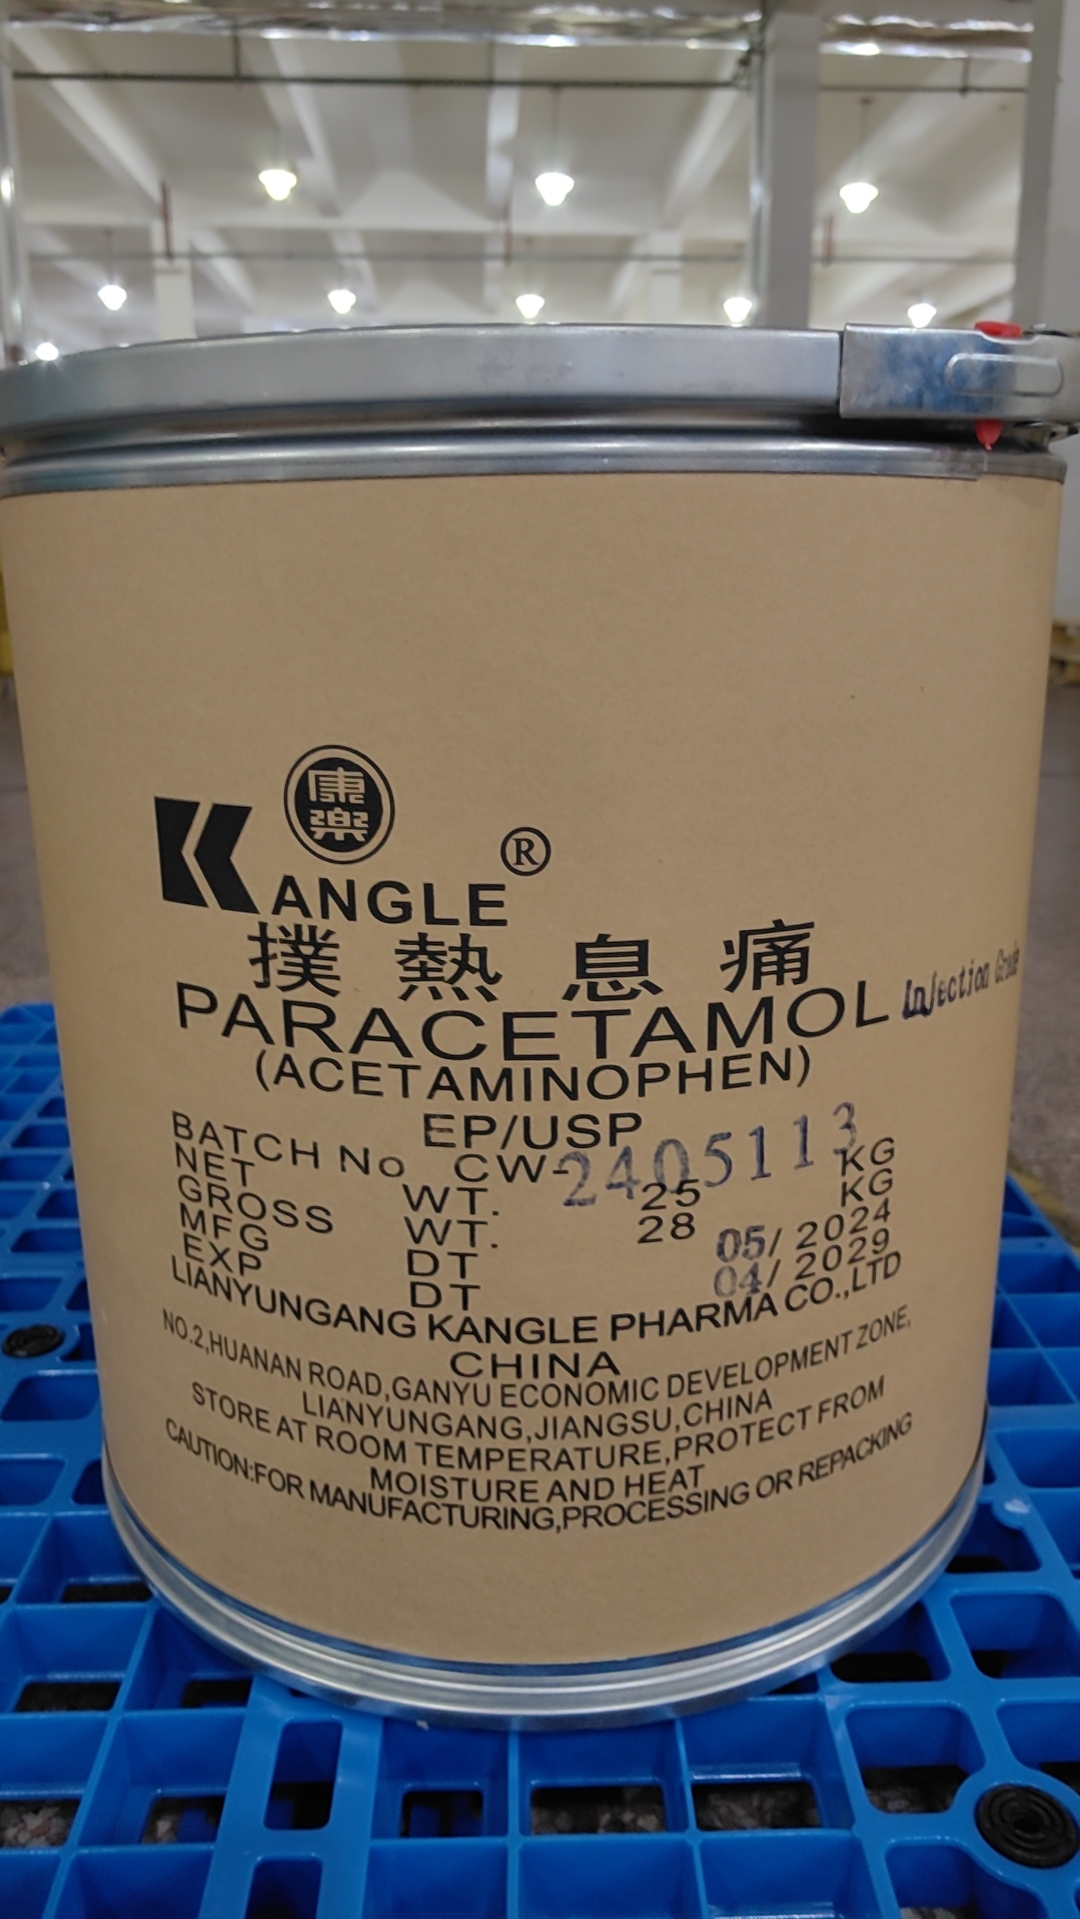 康樂
KANGLE®
撲熱息痛
PARACETAMOL Injection Grade
(ACETAMINOPHEN)
EP/USP
BATCH No CW-2405113
NET WT. 25 KG
GROSS WT. 28 KG
MFG DT 05/ 2024
EXP DT 04/ 2029
LIANYUNGANG KANGLE PHARMA CO.,LTD
CHINA
NO.2,HUANAN ROAD,GANYU ECONOMIC DEVELOPMENT ZONE,
LIANYUNGANG,JIANGSU,CHINA
STORE AT ROOM TEMPERATURE,PROTECT FROM
MOISTURE AND HEAT
CAUTION:FOR MANUFACTURING,PROCESSING OR REPACKING